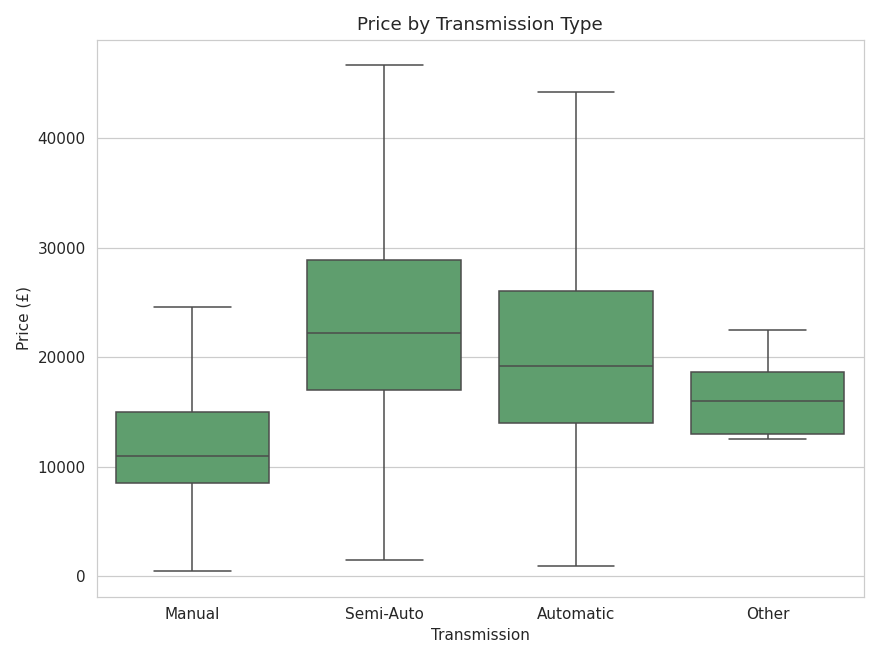 Price by Transmission Type
Price (£)
40000
30000
20000
10000
0
Manual Semi-Auto Automatic Other
Transmission